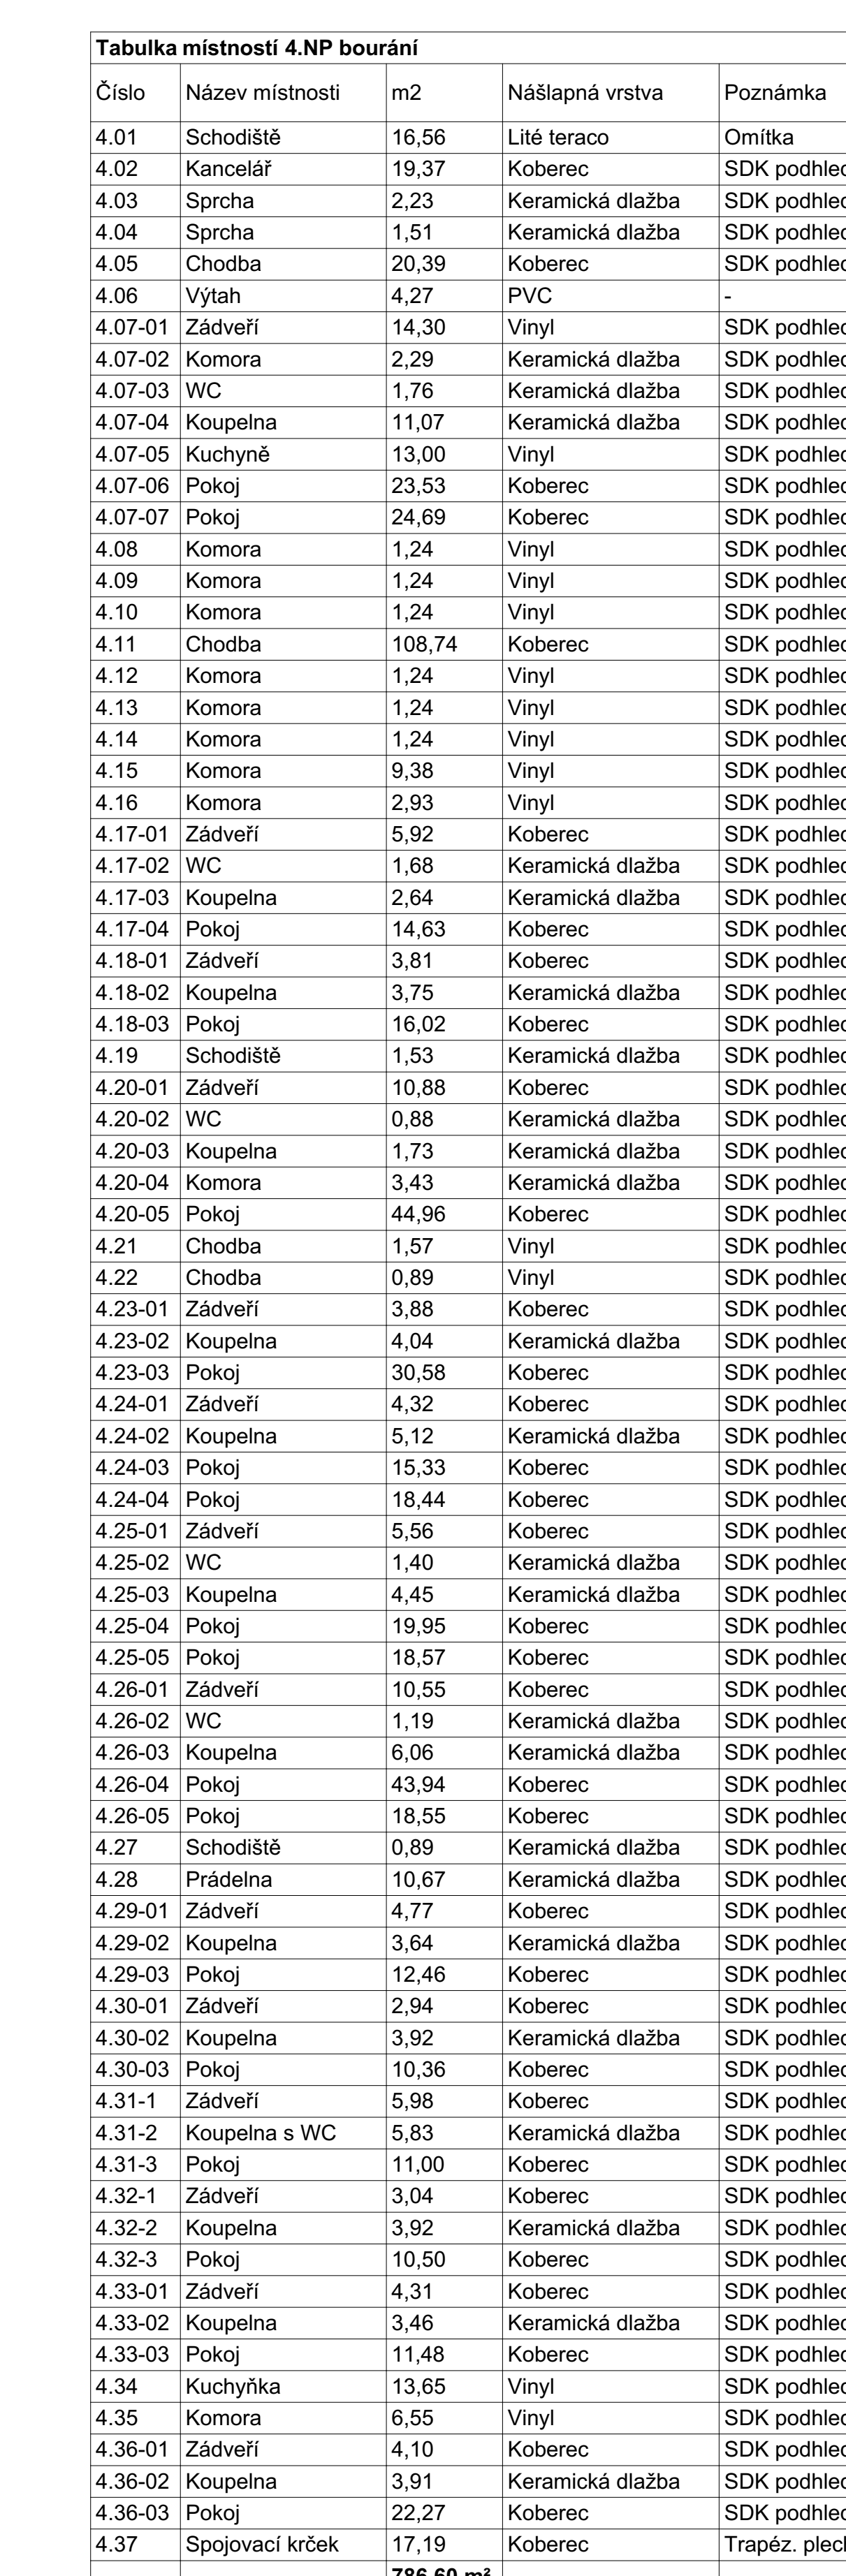 Tabulka místností 4.NP bourání
Číslo Název místnosti m2 Nášlapná vrstva Poznámka
4.01 Schodiště 16,56 Lité teraco Omítka
4.02 Kancelář 19,37 Koberec SDK podhled
4.03 Sprcha 2,23 Keramická dlažba SDK podhled
4.04 Sprcha 1,51 Keramická dlažba SDK podhled
4.05 Chodba 20,39 Koberec SDK podhled
4.06 Výtah 4,27 PVC -
4.07-01 Zádveří 14,30 Vinyl SDK podhled
4.07-02 Komora 2,29 Keramická dlažba SDK podhled
4.07-03 WC 1,76 Keramická dlažba SDK podhled
4.07-04 Koupelna 11,07 Keramická dlažba SDK podhled
4.07-05 Kuchyně 13,00 Vinyl SDK podhled
4.07-06 Pokoj 23,53 Koberec SDK podhled
4.07-07 Pokoj 24,69 Koberec SDK podhled
4.08 Komora 1,24 Vinyl SDK podhled
4.09 Komora 1,24 Vinyl SDK podhled
4.10 Komora 1,24 Vinyl SDK podhled
4.11 Chodba 108,74 Koberec SDK podhled
4.12 Komora 1,24 Vinyl SDK podhled
4.13 Komora 1,24 Vinyl SDK podhled
4.14 Komora 1,24 Vinyl SDK podhled
4.15 Komora 9,38 Vinyl SDK podhled
4.16 Komora 2,93 Vinyl SDK podhled
4.17-01 Zádveří 5,92 Koberec SDK podhled
4.17-02 WC 1,68 Keramická dlažba SDK podhled
4.17-03 Koupelna 2,64 Keramická dlažba SDK podhled
4.17-04 Pokoj 14,63 Koberec SDK podhled
4.18-01 Zádveří 3,81 Koberec SDK podhled
4.18-02 Koupelna 3,75 Keramická dlažba SDK podhled
4.18-03 Pokoj 16,02 Koberec SDK podhled
4.19 Schodiště 1,53 Keramická dlažba SDK podhled
4.20-01 Zádveří 10,88 Koberec SDK podhled
4.20-02 WC 0,88 Keramická dlažba SDK podhled
4.20-03 Koupelna 1,73 Keramická dlažba SDK podhled
4.20-04 Komora 3,43 Keramická dlažba SDK podhled
4.20-05 Pokoj 44,96 Koberec SDK podhled
4.21 Chodba 1,57 Vinyl SDK podhled
4.22 Chodba 0,89 Vinyl SDK podhled
4.23-01 Zádveří 3,88 Koberec SDK podhled
4.23-02 Koupelna 4,04 Keramická dlažba SDK podhled
4.23-03 Pokoj 30,58 Koberec SDK podhled
4.24-01 Zádveří 4,32 Koberec SDK podhled
4.24-02 Koupelna 5,12 Keramická dlažba SDK podhled
4.24-03 Pokoj 15,33 Koberec SDK podhled
4.24-04 Pokoj 18,44 Koberec SDK podhled
4.25-01 Zádveří 5,56 Koberec SDK podhled
4.25-02 WC 1,40 Keramická dlažba SDK podhled
4.25-03 Koupelna 4,45 Keramická dlažba SDK podhled
4.25-04 Pokoj 19,95 Koberec SDK podhled
4.25-05 Pokoj 18,57 Koberec SDK podhled
4.26-01 Zádveří 10,55 Koberec SDK podhled
4.26-02 WC 1,19 Keramická dlažba SDK podhled
4.26-03 Koupelna 6,06 Keramická dlažba SDK podhled
4.26-04 Pokoj 43,94 Koberec SDK podhled
4.26-05 Pokoj 18,55 Koberec SDK podhled
4.27 Schodiště 0,89 Keramická dlažba SDK podhled
4.28 Prádelna 10,67 Keramická dlažba SDK podhled
4.29-01 Zádveří 4,77 Koberec SDK podhled
4.29-02 Koupelna 3,64 Keramická dlažba SDK podhled
4.29-03 Pokoj 12,46 Koberec SDK podhled
4.30-01 Zádveří 2,94 Koberec SDK podhled
4.30-02 Koupelna 3,92 Keramická dlažba SDK podhled
4.30-03 Pokoj 10,36 Koberec SDK podhled
4.31-1 Zádveří 5,98 Koberec SDK podhled
4.31-2 Koupelna s WC 5,83 Keramická dlažba SDK podhled
4.31-3 Pokoj 11,00 Koberec SDK podhled
4.32-1 Zádveří 3,04 Koberec SDK podhled
4.32-2 Koupelna 3,92 Keramická dlažba SDK podhled
4.32-3 Pokoj 10,50 Koberec SDK podhled
4.33-01 Zádveří 4,31 Koberec SDK podhled
4.33-02 Koupelna 3,46 Keramická dlažba SDK podhled
4.33-03 Pokoj 11,48 Koberec SDK podhled
4.34 Kuchyňka 13,65 Vinyl SDK podhled
4.35 Komora 6,55 Vinyl SDK podhled
4.36-01 Zádveří 4,10 Koberec SDK podhled
4.36-02 Koupelna 3,91 Keramická dlažba SDK podhled
4.36-03 Pokoj 22,27 Koberec SDK podhled
4.37 Spojovací krček 17,19 Koberec Trapéz. plech
786,60 m²